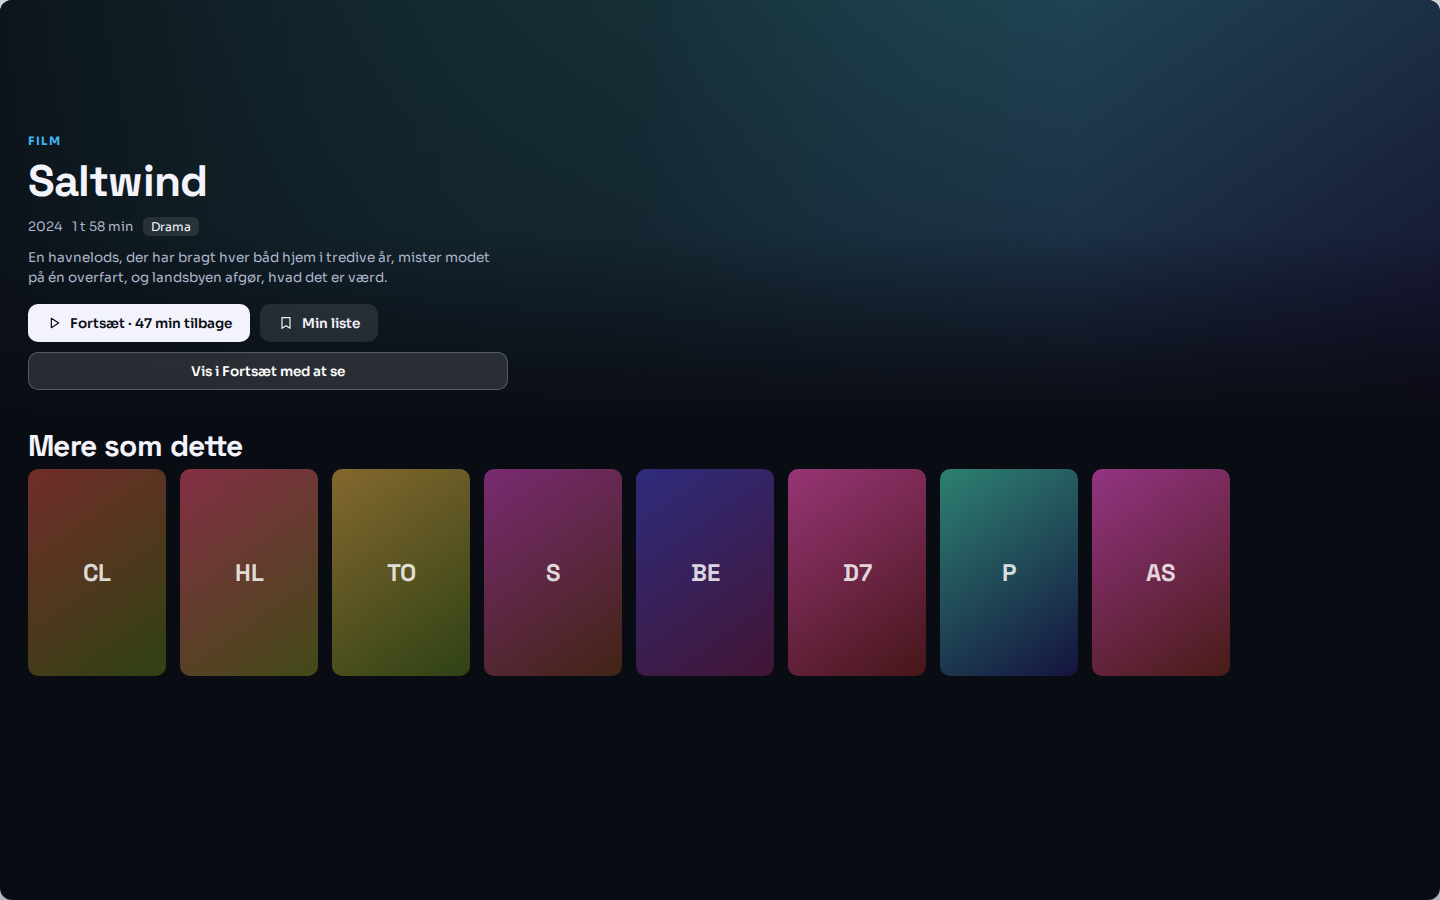 FILM
Saltwind
2024 1 t 58 min Drama
En havnelods, der har bragt hver båd hjem i tredive år, mister modet
på én overfart, og landsbyen afgør, hvad det er værd.
Fortsæt · 47 min tilbage Min liste
Vis i Fortsæt med at se
Mere som dette
CL HL TO S BE D7 P AS